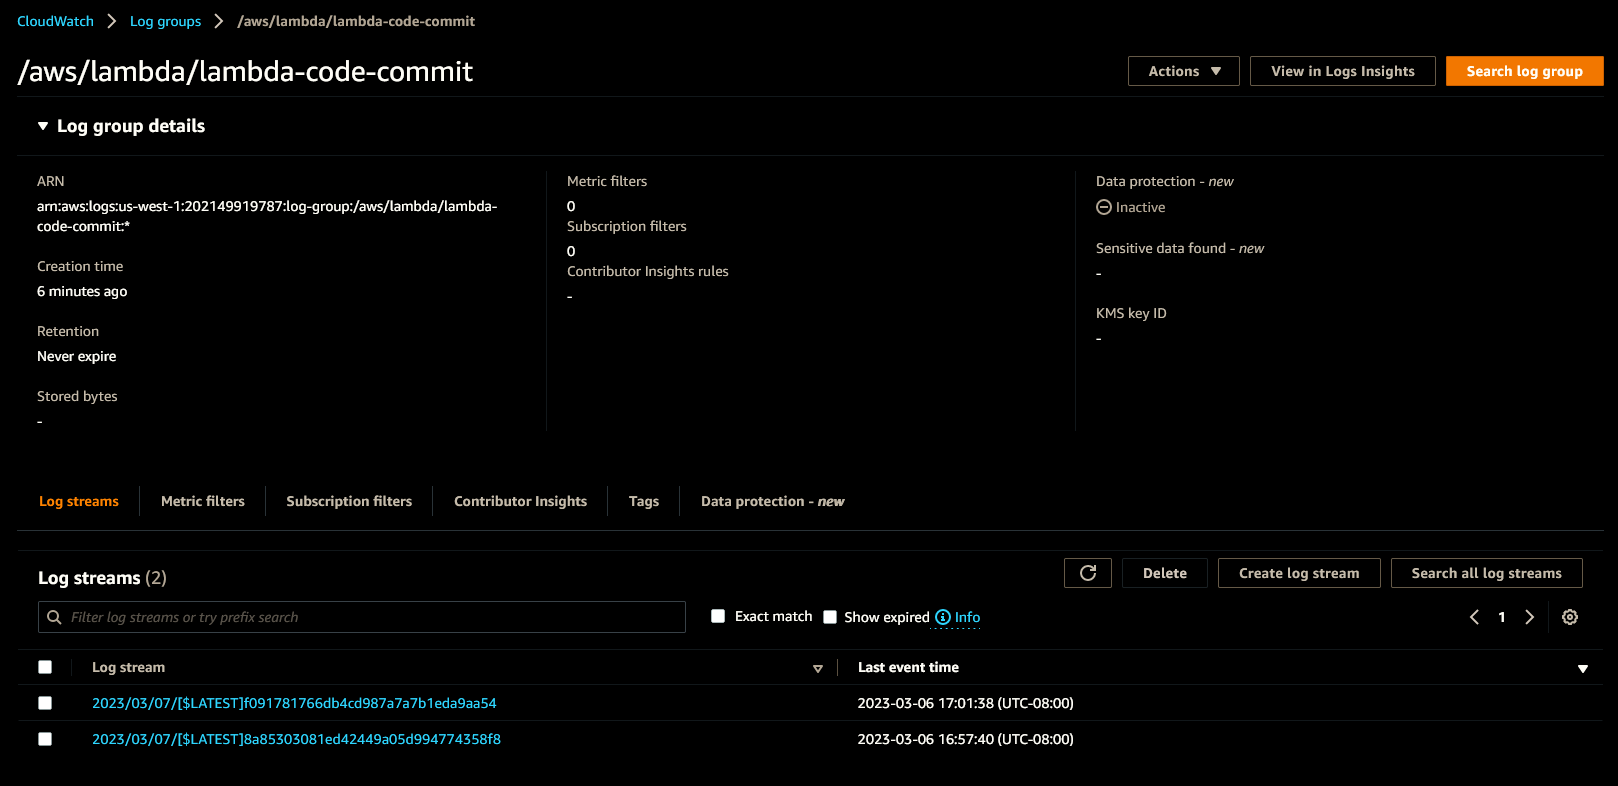 CloudWatch > Log groups > /aws/lambda/lambda-code-commit
/aws/lambda/lambda-code-commit
Actions ▼ View in Logs Insights Search log group
▼ Log group details
ARN
arn:aws:logs:us-west-1:202149919787:log-group:/aws/lambda/lambda-
code-commit:*
Creation time
6 minutes ago
Retention
Never expire
Stored bytes
-
Metric filters
0
Subscription filters
0
Contributor Insights rules
-
Data protection - new
Inactive
Sensitive data found - new
-
KMS key ID
-
Log streams Metric filters Subscription filters Contributor Insights Tags Data protection - new
Log streams (2) Delete Create log stream Search all log streams
Filter log streams or try prefix search Exact match Show expired Info < 1 >
Log stream Last event time
2023/03/07/[$LATEST]f091781766db4cd987a7a7b1eda9aa54 2023-03-06 17:01:38 (UTC-08:00)
2023/03/07/[$LATEST]8a85303081ed42449a05d994774358f8 2023-03-06 16:57:40 (UTC-08:00)